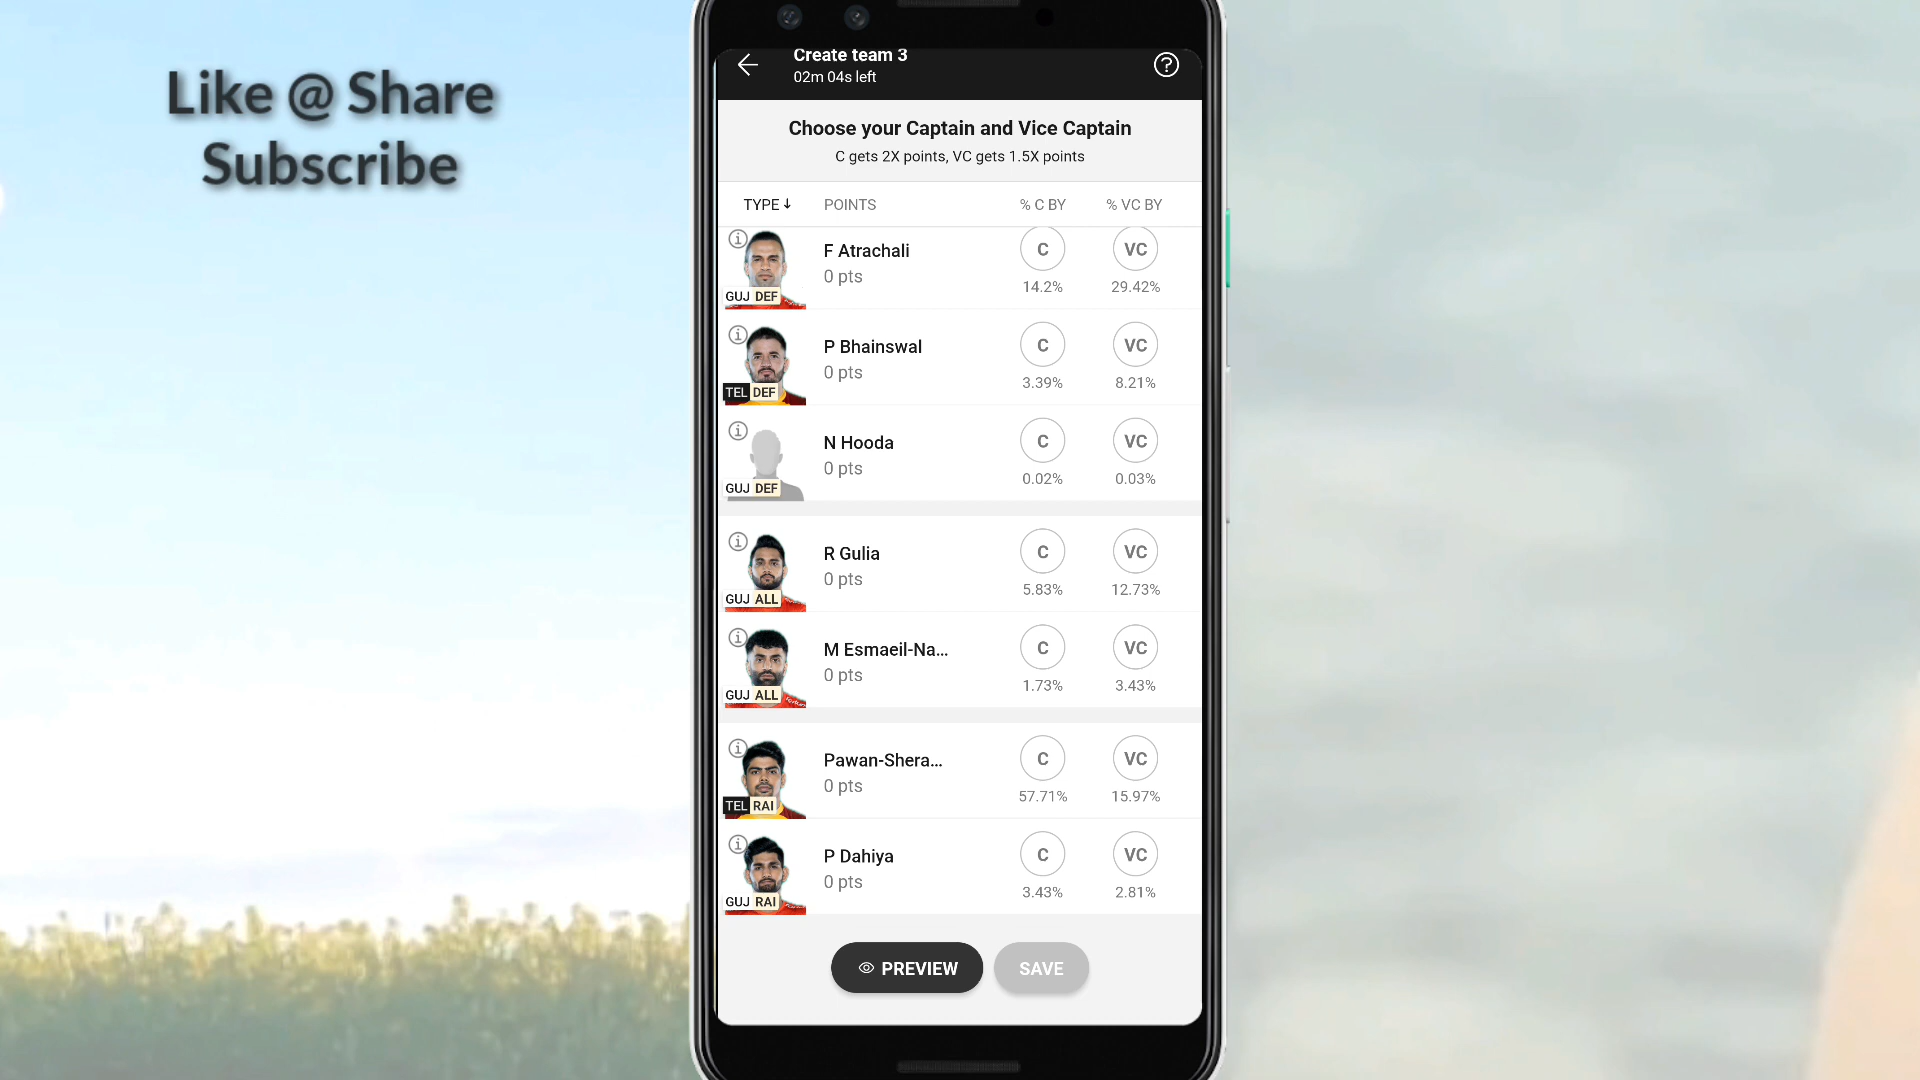 Like @ Share
Subscribe
Create team 3
02m 04s left
Choose your Captain and Vice Captain
C gets 2X points, VC gets 1.5X points
TYPE POINTS % C BY % VC BY
F Atrachali C VC
0 pts
GUJ DEF 14.2% 29.42%
P Bhainswal C VC
0 pts
TEL DEF 3.39% 8.21%
N Hooda C VC
0 pts
GUJ DEF 0.02% 0.03%
R Gulia C VC
0 pts
GUJ ALL 5.83% 12.73%
M Esmaeil-Na... C VC
0 pts
GUJ ALL 1.73% 3.43%
Pawan-Shera... C VC
0 pts
TEL RAI 57.71% 15.97%
P Dahiya C VC
0 pts
GUJ RAI 3.43% 2.81%
PREVIEW SAVE